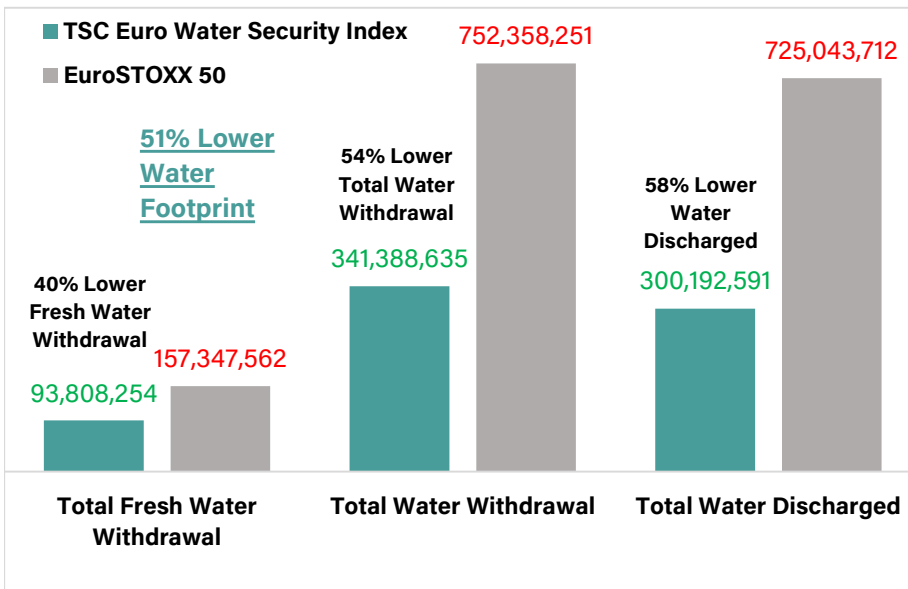 TSC Euro Water Security Index
EuroSTOXX 50
51% Lower
Water
Footprint
40% Lower
Fresh Water
Withdrawal
93,808,254
157,347,562
54% Lower
Total Water
Withdrawal
341,388,635
752,358,251
58% Lower
Water
Discharged
300,192,591
725,043,712
Total Fresh Water
Withdrawal
Total Water Withdrawal
Total Water Discharged